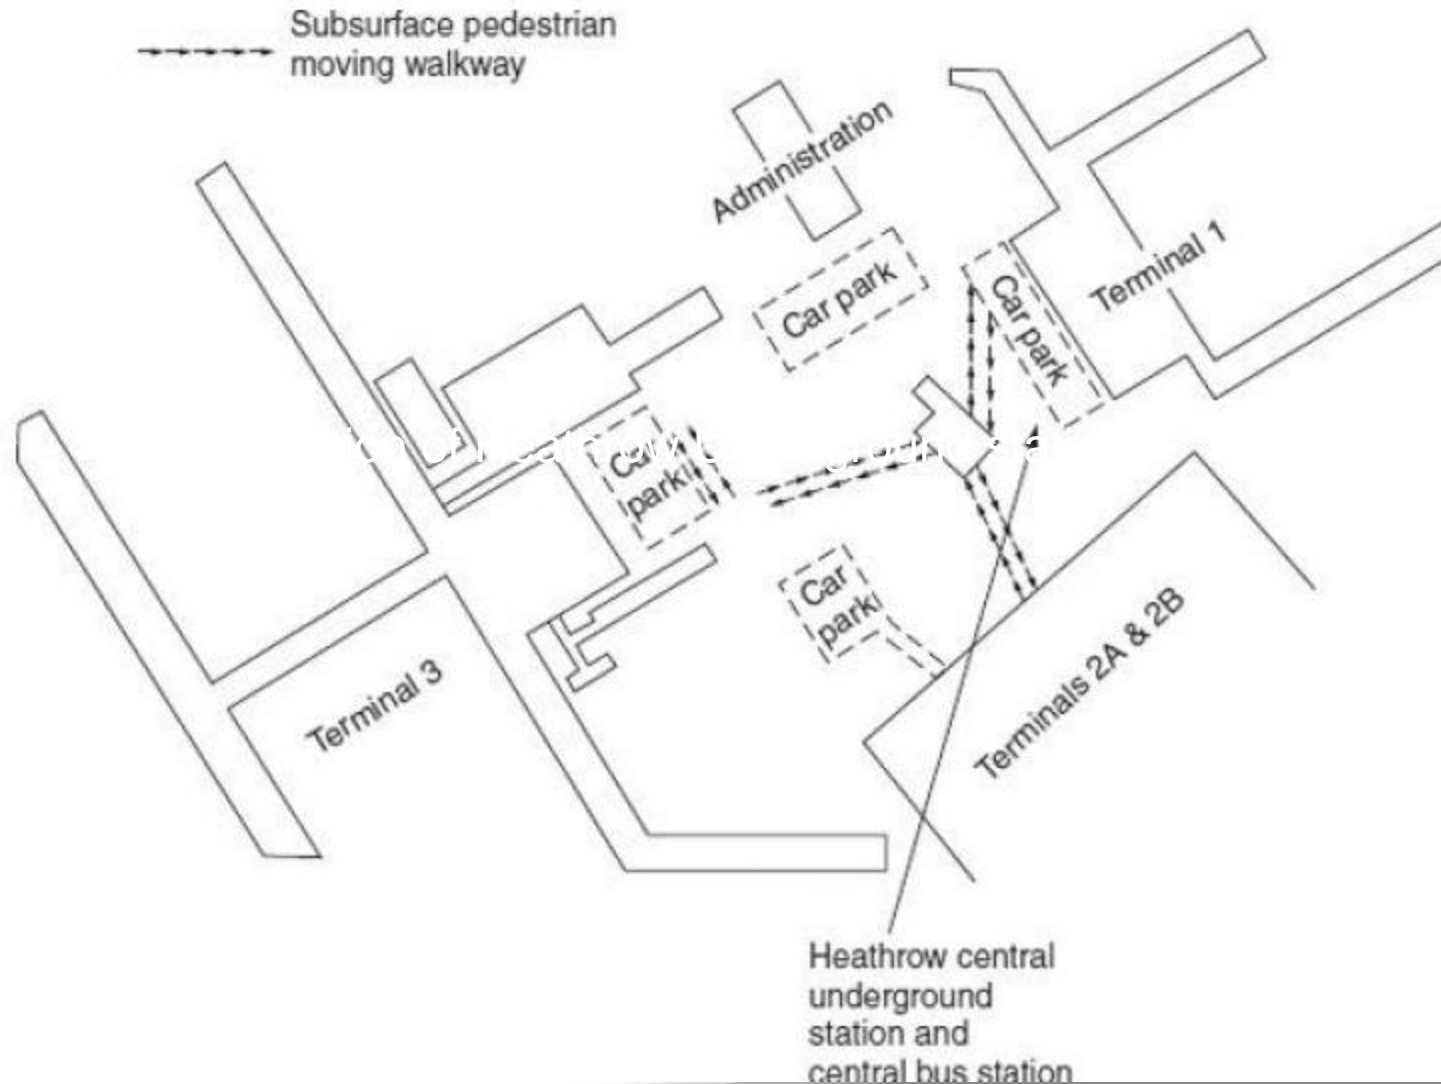 Subsurface pedestrian
moving walkway
Administration
Car park
Car park
Terminal 1
Car
park
Car
park
Terminal 3
Terminals 2A & 2B
Heathrow central
underground
station and
central bus station